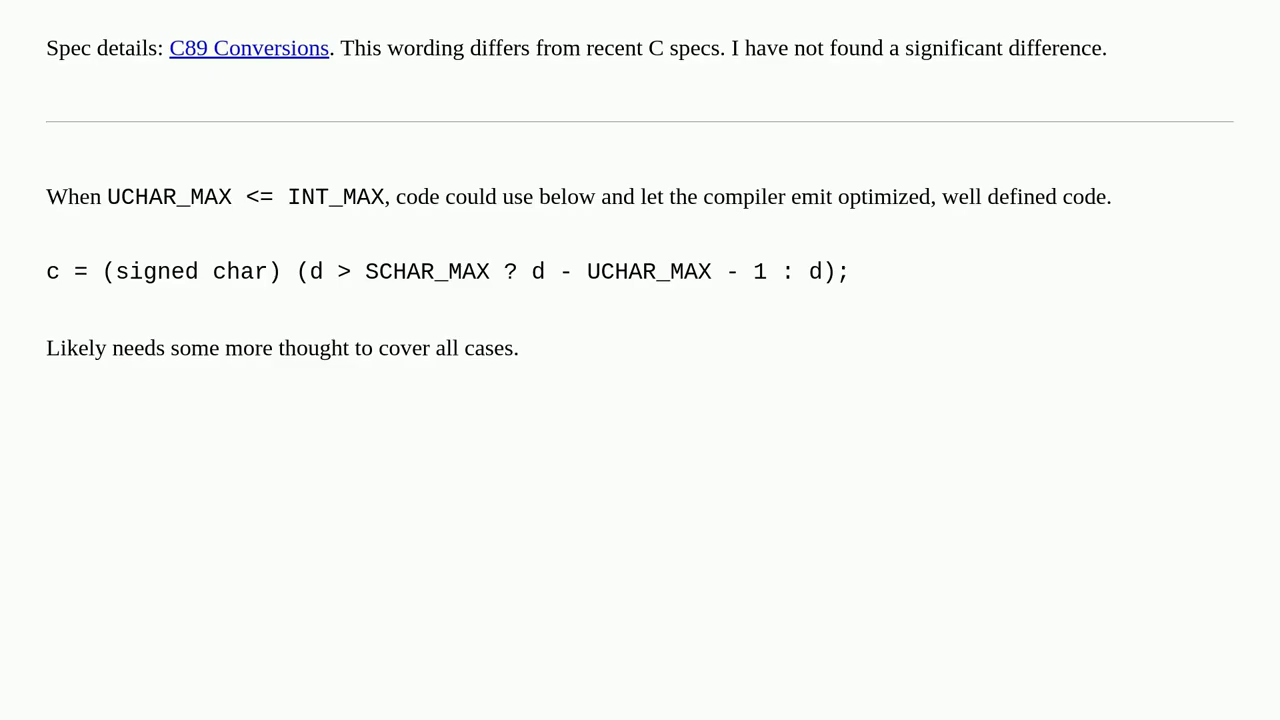 Spec details: C89 Conversions. This wording differs from recent C specs. I have not found a significant difference.
When UCHAR_MAX <= INT_MAX, code could use below and let the compiler emit optimized, well defined code.
c = (signed char) (d > SCHAR_MAX ? d - UCHAR_MAX - 1 : d);
Likely needs some more thought to cover all cases.